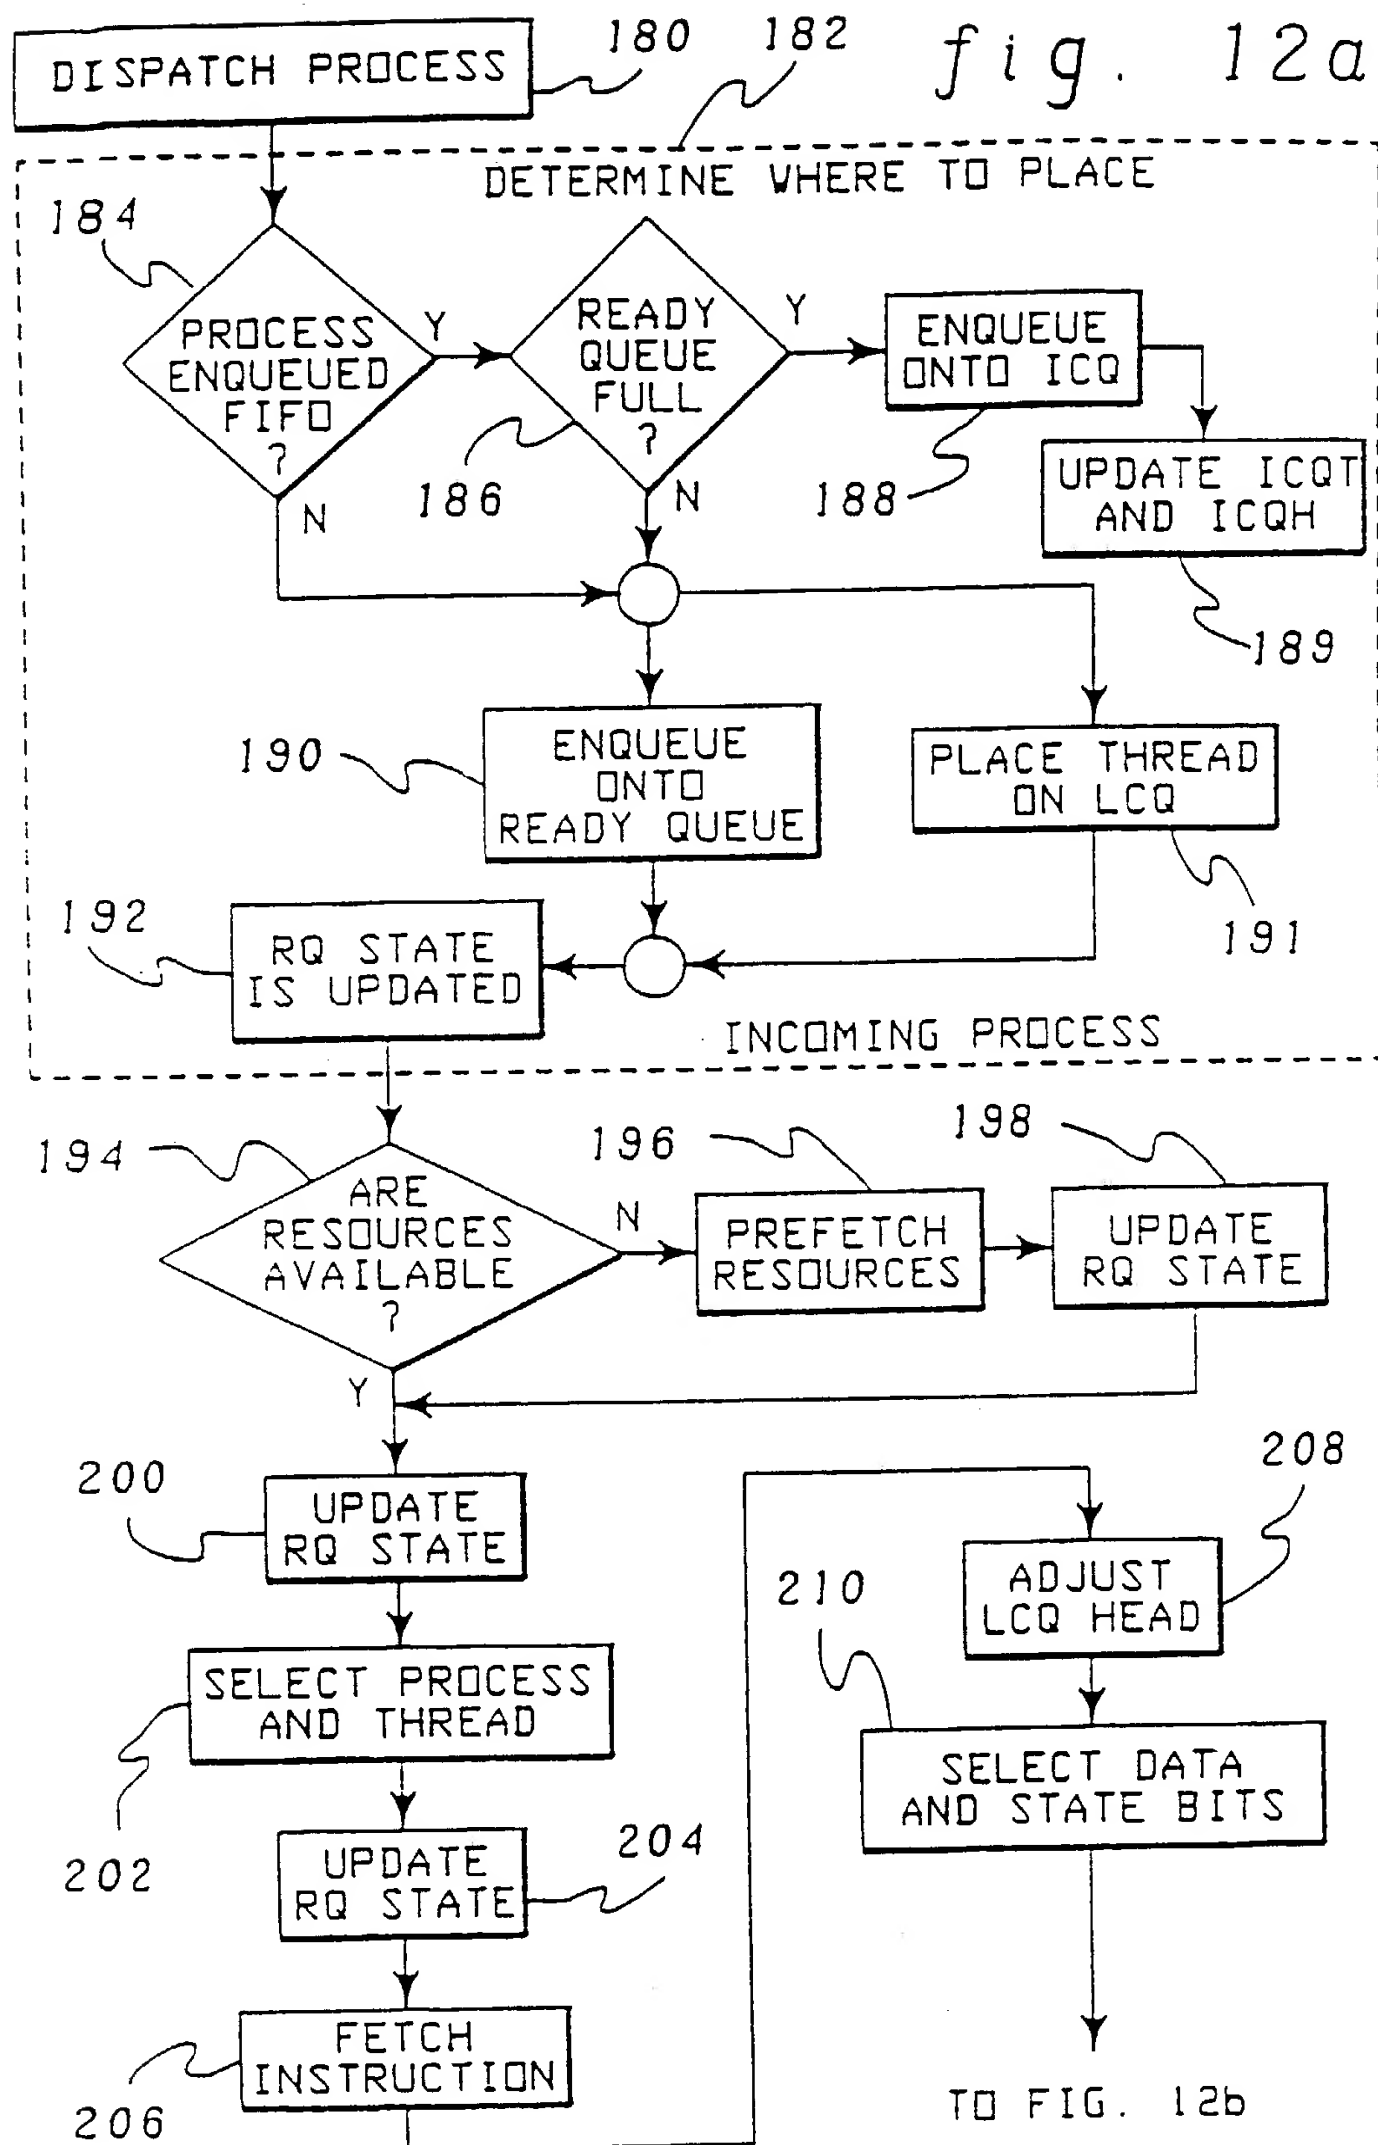 fig. 12a
180
182
DISPATCH PROCESS
DETERMINE WHERE TO PLACE
184
PROCESS
ENQUEUED
FIFO
?
Y
N
READY
QUEUE
FULL
?
Y
N
186
ENQUEUE
ONTO ICQ
188
UPDATE ICQT
AND ICQH
189
190
ENQUEUE
ONTO
READY QUEUE
PLACE THREAD
ON LCQ
191
192
RQ STATE
IS UPDATED
INCOMING PROCESS
194
ARE
RESOURCES
AVAILABLE
?
N
Y
196
PREFETCH
RESOURCES
198
UPDATE
RQ STATE
200
UPDATE
RQ STATE
202
SELECT PROCESS
AND THREAD
204
UPDATE
RQ STATE
206
FETCH
INSTRUCTION
208
ADJUST
LCQ HEAD
210
SELECT DATA
AND STATE BITS
TO FIG. 12b